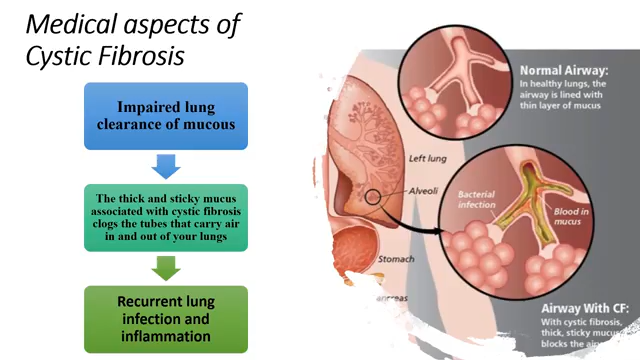 Medical aspects of
Cystic Fibrosis
Impaired lung
clearance of mucous
The thick and sticky mucus
associated with cystic fibrosis
clogs the tubes that carry air
in and out of your lungs
Recurrent lung
infection and
inflammation
Normal Airway:
In healthy lungs, the
airway is lined with
thin layer of mucus
Left lung
Alveoli
Bacterial
infection
Blood in
mucus
Stomach
ancreas
Airway With CF:
With cystic fibrosis,
thick, sticky mucus
blocks the airw